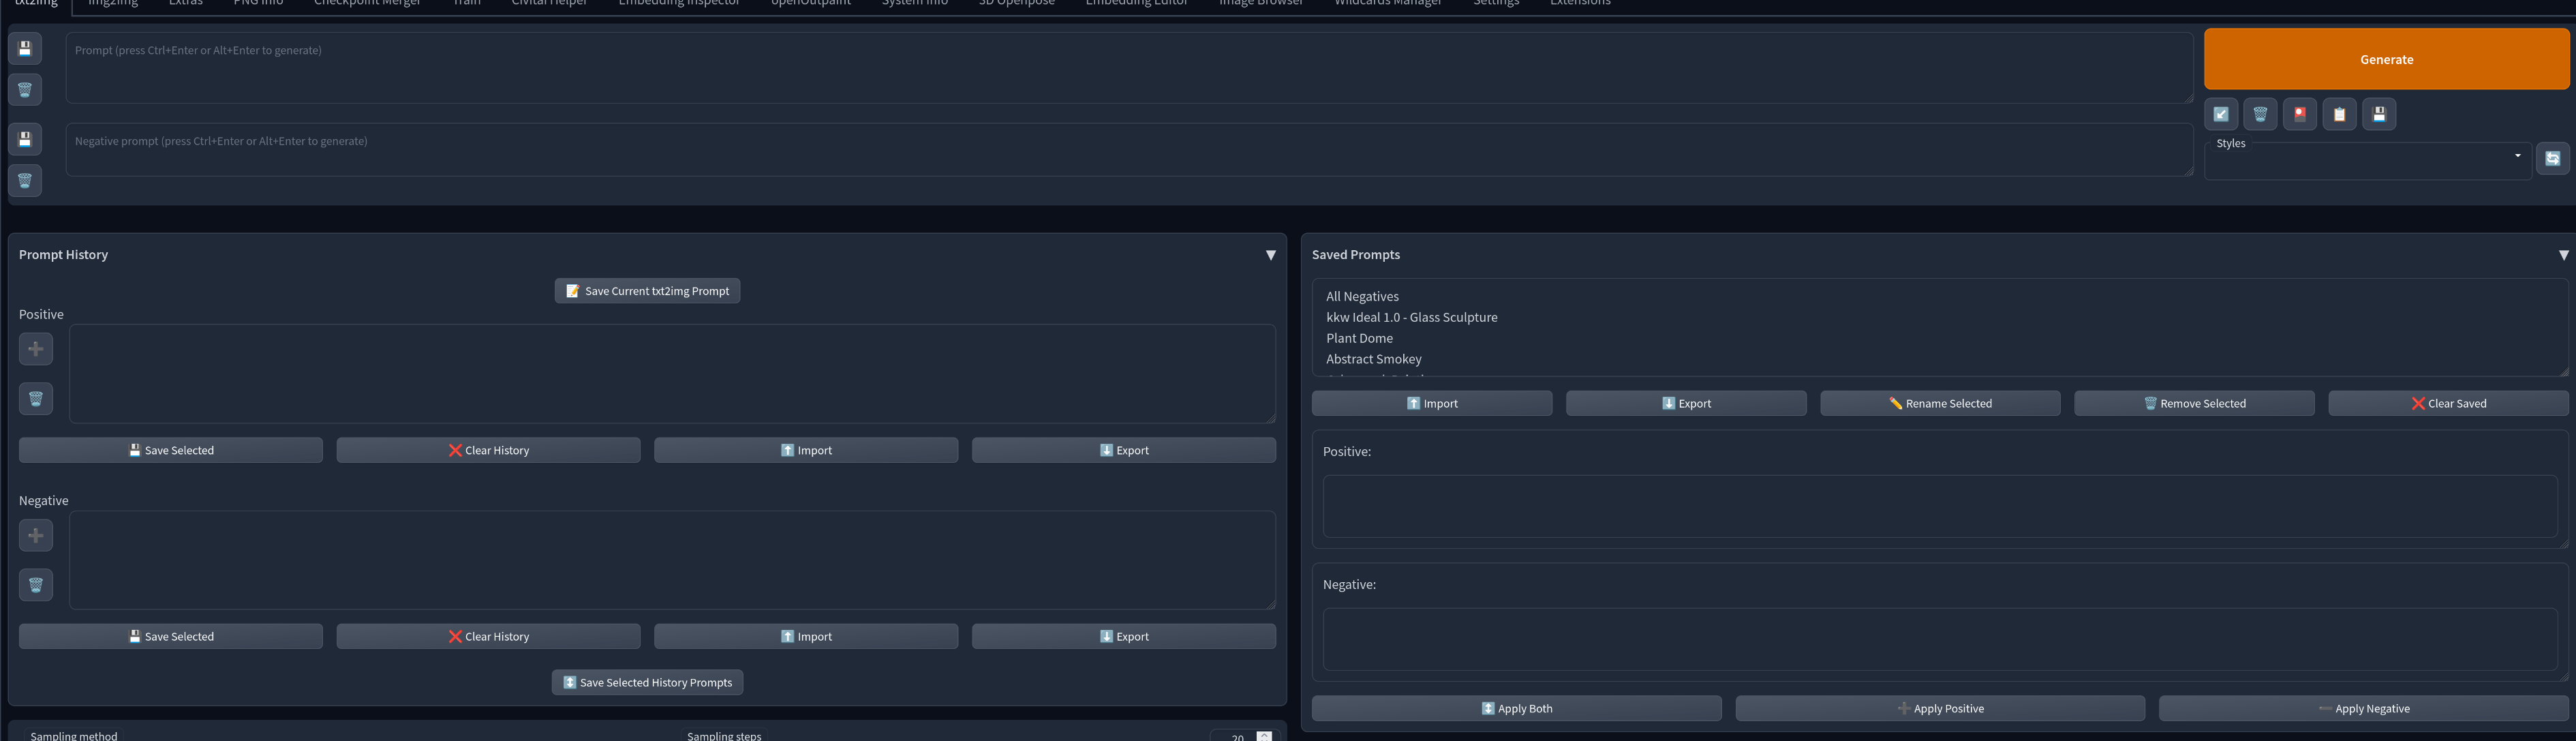 txt2img img2img Extras PNG Info Checkpoint Merger Train Civitai Helper Embedding Inspector openOutpaint System Info 3D Openpose Embedding Editor Image Browser Wildcards Manager Settings Extensions
Prompt (press Ctrl+Enter or Alt+Enter to generate)
Generate
Negative prompt (press Ctrl+Enter or Alt+Enter to generate)
Styles
Prompt History
Save Current txt2img Prompt
Positive
Save Selected Clear History Import Export
Negative
Save Selected Clear History Import Export
Save Selected History Prompts
Sampling method Sampling steps 20
Saved Prompts
All Negatives
kkw Ideal 1.0 - Glass Sculpture
Plant Dome
Abstract Smokey
Import Export Rename Selected Remove Selected Clear Saved
Positive:
Negative:
Apply Both Apply Positive Apply Negative